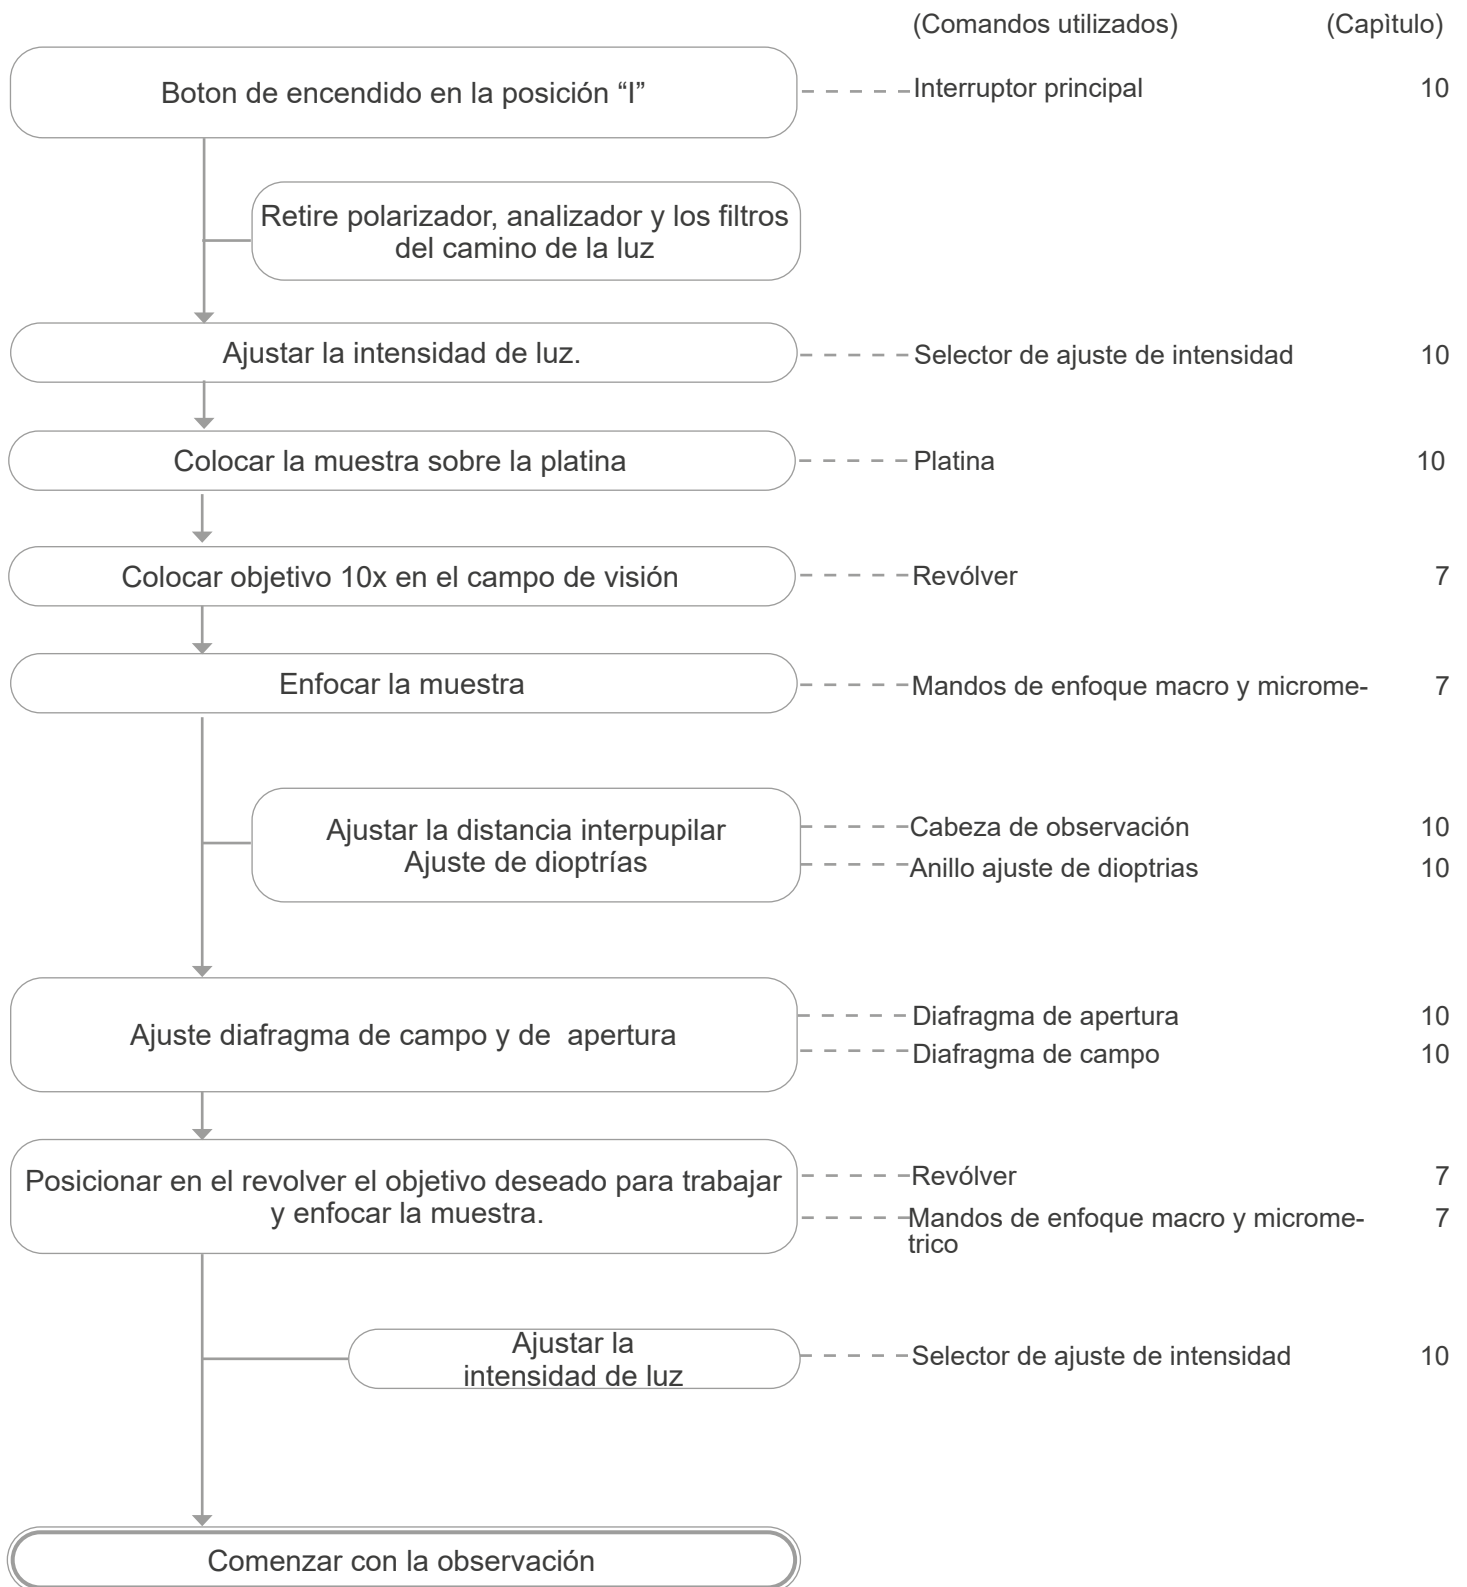 (Comandos utilizados) (Capìtulo)
Boton de encendido en la posición “I” Interruptor principal 10
Retire polarizador, analizador y los filtros
del camino de la luz
Ajustar la intensidad de luz. Selector de ajuste de intensidad 10
Colocar la muestra sobre la platina Platina 10
Colocar objetivo 10x en el campo de visión Revólver 7
Enfocar la muestra Mandos de enfoque macro y microme- 7
Ajustar la distancia interpupilar Cabeza de observación 10
Ajuste de dioptrías Anillo ajuste de dioptrias 10
Ajuste diafragma de campo y de apertura Diafragma de apertura 10
Diafragma de campo 10
Posicionar en el revolver el objetivo deseado para trabajar Revólver 7
y enfocar la muestra. Mandos de enfoque macro y microme- 7
trico
Ajustar la
intensidad de luz Selector de ajuste de intensidad 10
Comenzar con la observación